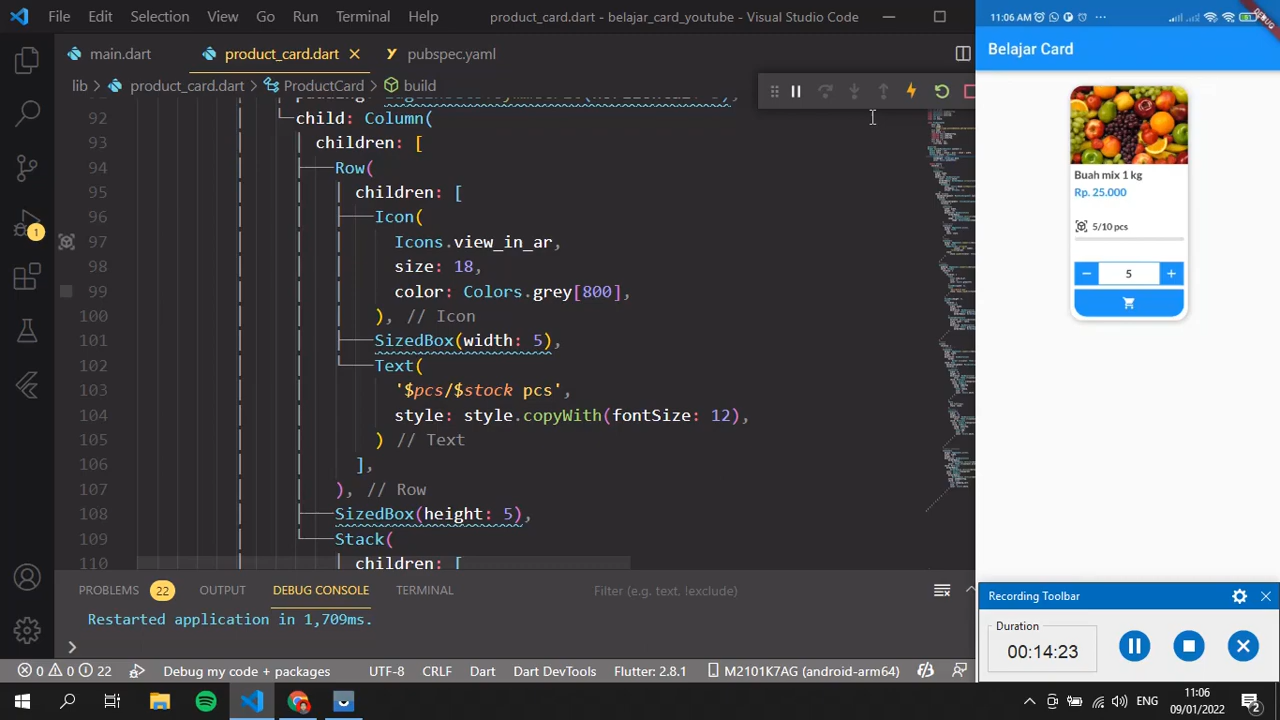 File Edit Selection View Go Run Terminal Help product_card.dart - belajar_card_youtube - Visual Studio Code
main.dart product_card.dart pubspec.yaml
lib product_card.dart ProductCard build
92 child: Column(
93 children: [
94 Row(
95 children: [
96 Icon(
97 Icons.view_in_ar,
98 size: 18,
99 color: Colors.grey[800],
100 ), // Icon
101 SizedBox(width: 5),
102 Text(
103 '$pcs/$stock pcs',
104 style: style.copyWith(fontSize: 12),
105 ) // Text
106 ],
107 ), // Row
108 SizedBox(height: 5),
109 Stack(
110 children: [
PROBLEMS 22 OUTPUT DEBUG CONSOLE TERMINAL Filter (e.g. text, !exclude)
Restarted application in 1,709ms.
0 0 22 Debug my code + packages UTF-8 CRLF Dart Dart DevTools Flutter: 2.8.1 M2101K7AG (android-arm64)
1
11:06 AM
DEBUG
Belajar Card
Buah mix 1 kg
Rp. 25.000
5/10 pcs
− 5 +
Recording Toolbar
Duration
00:14:23
ENG 11:06
09/01/2022
2